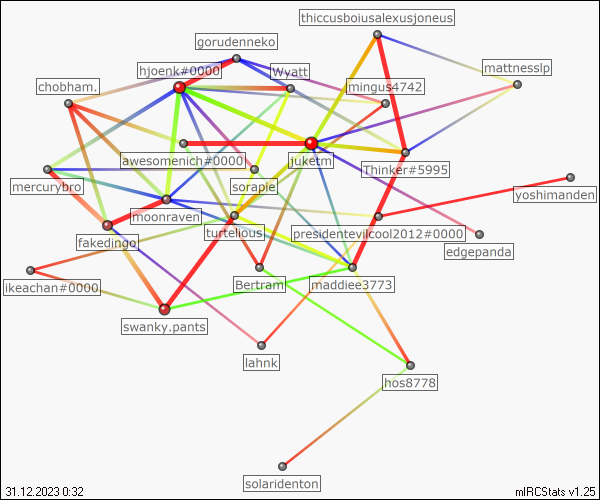 thiccusboiusalexusjoneus
gorudenneko
hjoenk#0000
Wyatt
mattnesslp
chobham.
mingus4742
awesomenich#0000
juketm
Thinker#5995
mercurybro
sorapiel
yoshimanden
moonraven
turtelious
presidentevilcool2012#0000
fakedingo!
edgepanda
ikeachan#0000
Bertram
maddiee3773
swanky.pants
lahnk
hos8778
solaridenton
31.12.2023 0:32
mIRCStats v1.25